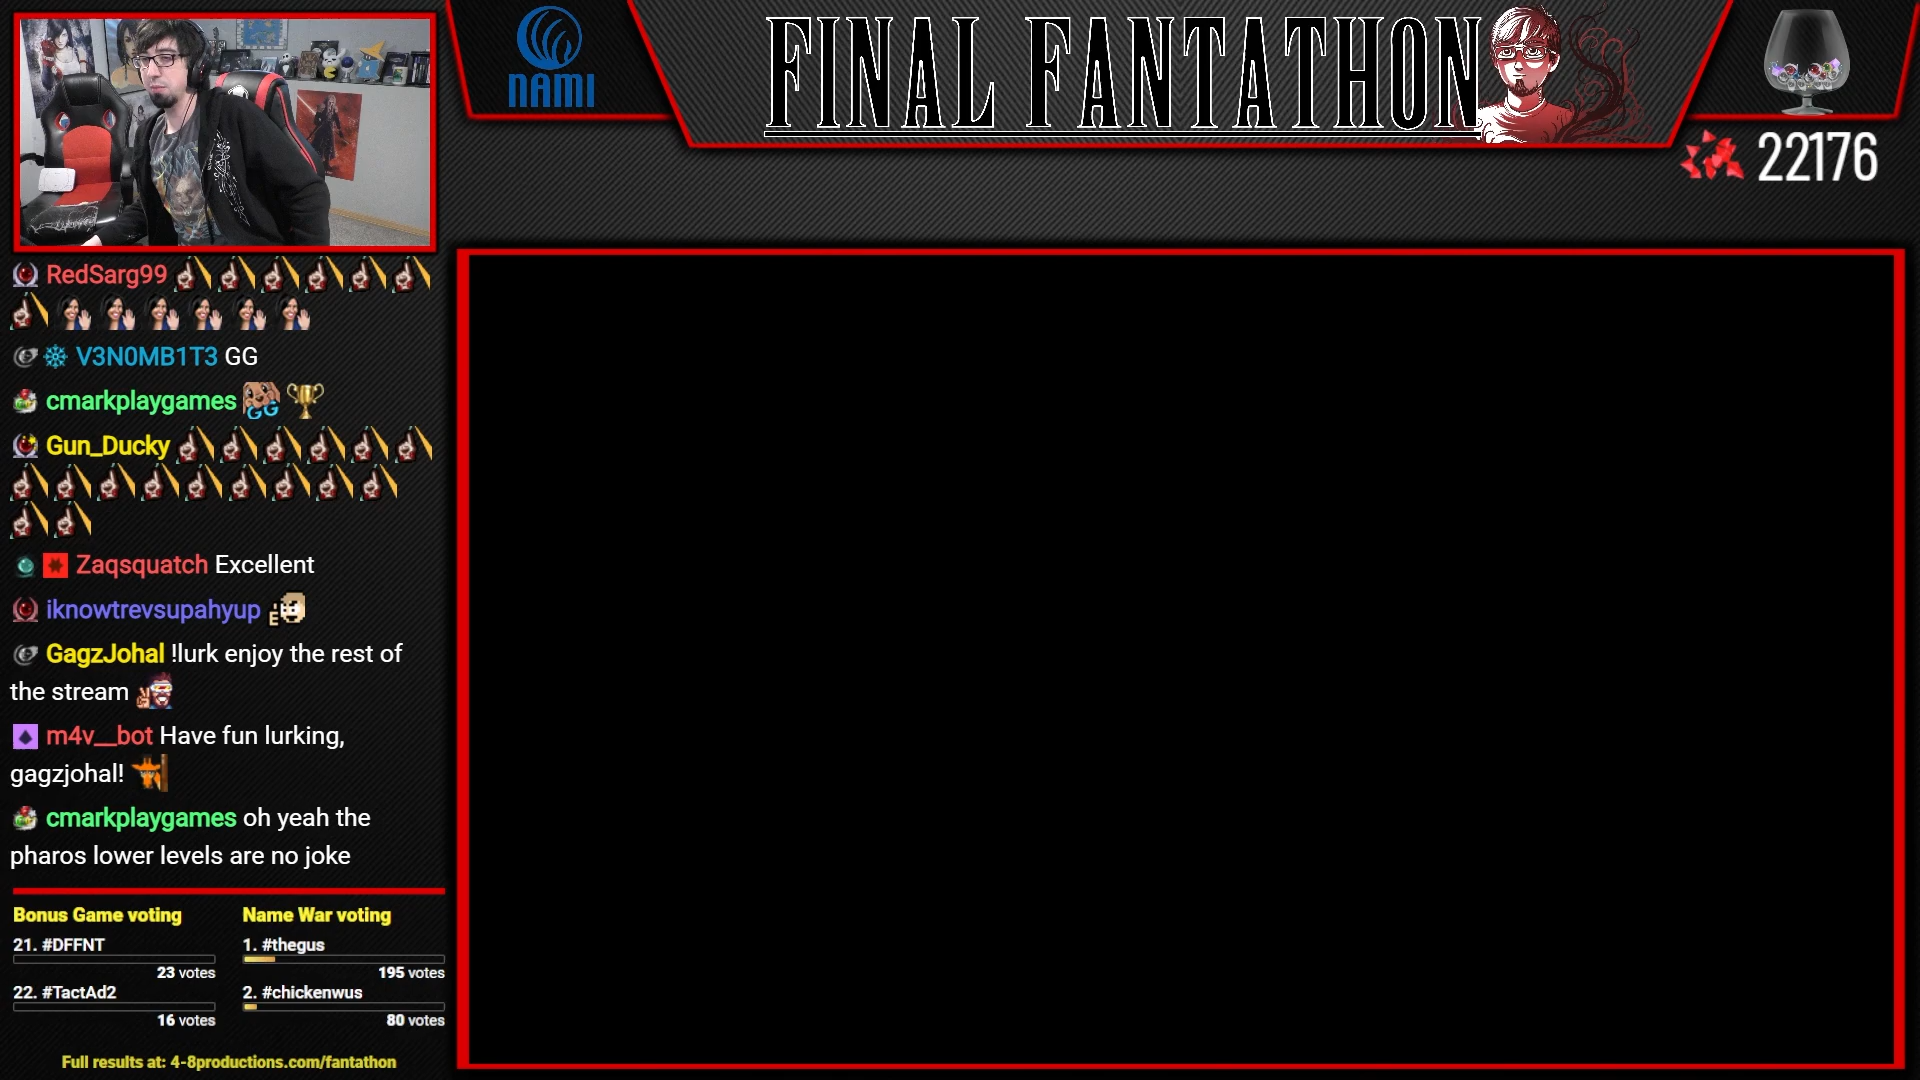 NAMI
FINAL FANTATHON
22176
RedSarg99
V3N0MB1T3 GG
cmarkplaygames GG
Gun_Ducky
Zaqsquatch Excellent
iknowtrevsupahyup
GagzJohal !lurk enjoy the rest of
the stream
m4v__bot Have fun lurking,
gagzjohal!
cmarkplaygames oh yeah the
pharos lower levels are no joke
Bonus Game voting
21. #DFFNT
23 votes
22. #TactAd2
16 votes
Name War voting
1. #thegus
195 votes
2. #chickenwus
80 votes
Full results at: 4-8productions.com/fantathon